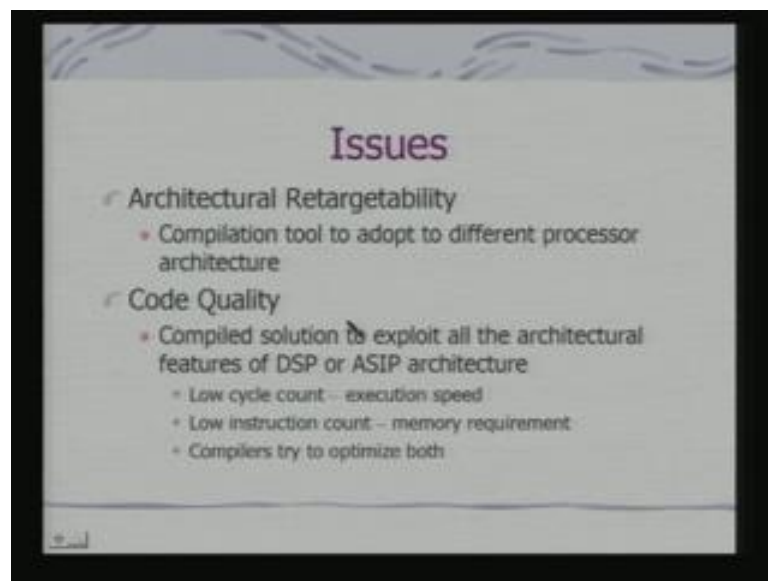 Issues
Architectural Retargetability
Compilation tool to adopt to different processor
architecture
Code Quality
Compiled solution to exploit all the architectural
features of DSP or ASIP architecture
Low cycle count – execution speed
Low instruction count – memory requirement
Compilers try to optimize both